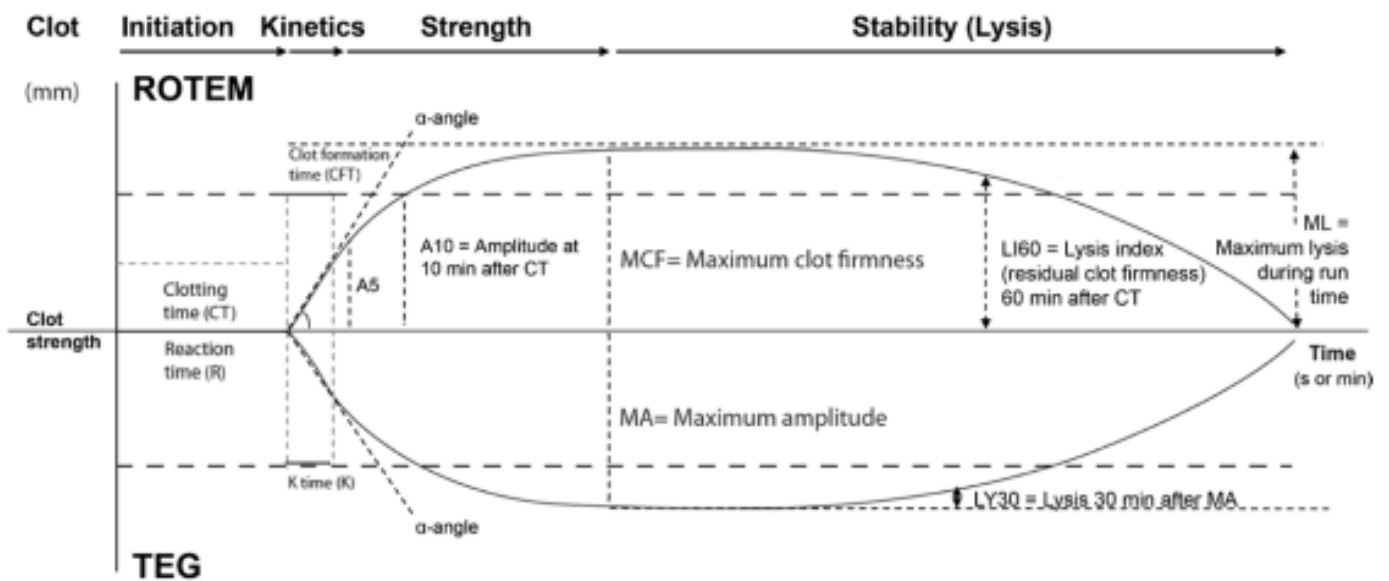 Clot Initiation Kinetics Strength Stability (Lysis)
(mm) ROTEM
α-angle
Clot formation
time (CFT)
A10 = Amplitude at
10 min after CT
A5
MCF= Maximum clot firmness
LI60 = Lysis index
(residual clot firmness)
60 min after CT
ML =
Maximum lysis
during run
time
Clotting
time (CT)
Clot
strength
Reaction
time (R)
Time
(s or min)
MA= Maximum amplitude
K time (K)
LY30 = Lysis 30 min after MA
α-angle
TEG